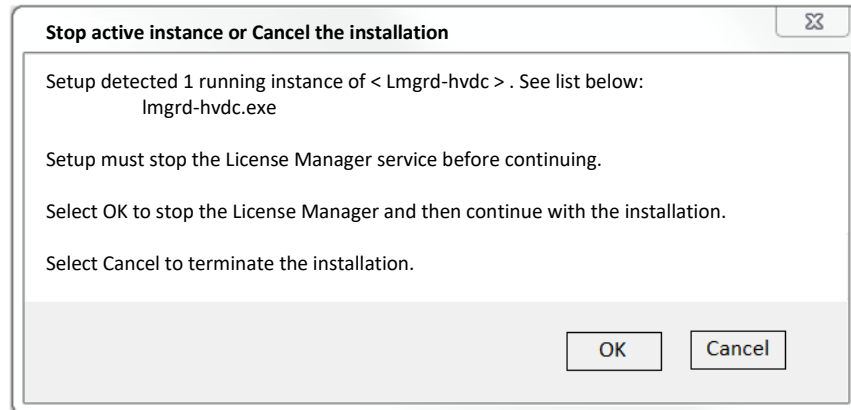 Stop active instance or Cancel the installation
Setup detected 1 running instance of < Lmgrd-hvdc > . See list below:
lmgrd-hvdc.exe
Setup must stop the License Manager service before continuing.
Select OK to stop the License Manager and then continue with the installation.
Select Cancel to terminate the installation.
OK
Cancel